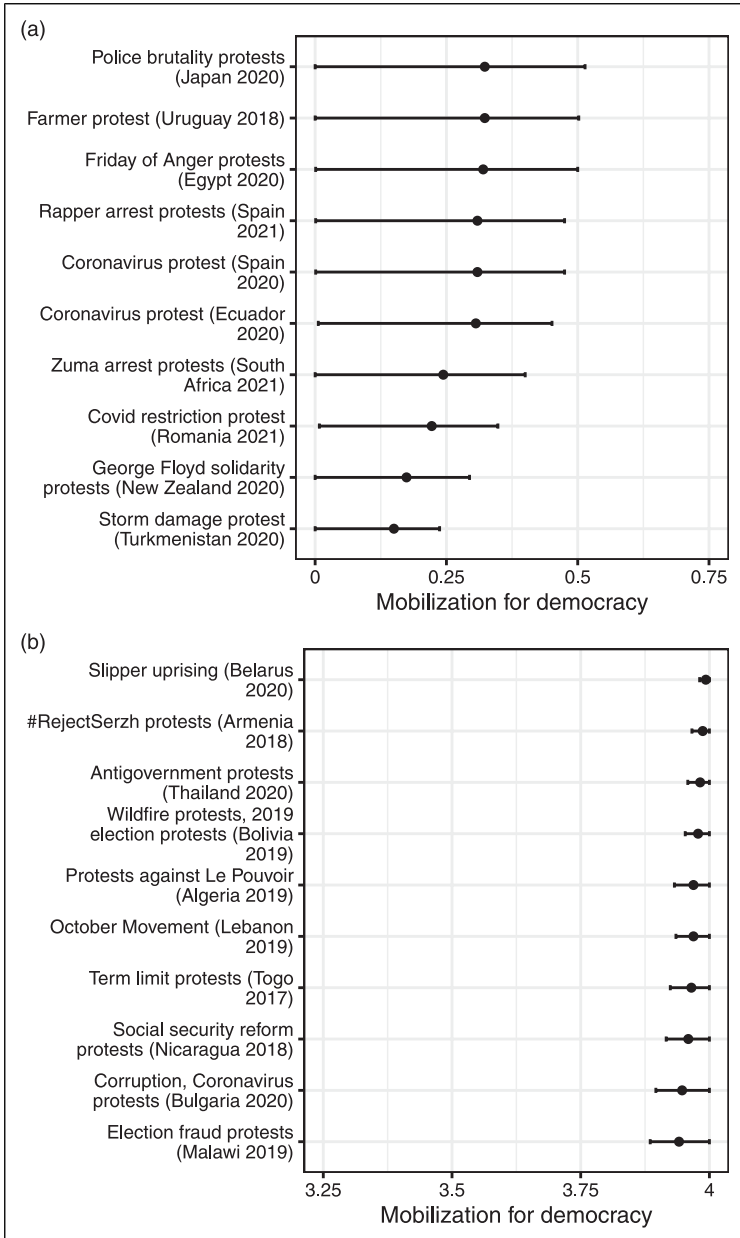 (a)
Police brutality protests
(Japan 2020)
Farmer protest (Uruguay 2018)
Friday of Anger protests
(Egypt 2020)
Rapper arrest protests (Spain
2021)
Coronavirus protest (Spain
2020)
Coronavirus protest (Ecuador
2020)
Zuma arrest protests (South
Africa 2021)
Covid restriction protest
(Romania 2021)
George Floyd solidarity
protests (New Zealand 2020)
Storm damage protest
(Turkmenistan 2020)
0 0.25 0.5 0.75
Mobilization for democracy
(b)
Slipper uprising (Belarus
2020)
#RejectSerzh protests (Armenia
2018)
Antigovernment protests
(Thailand 2020)
Wildfire protests, 2019
election protests (Bolivia
2019)
Protests against Le Pouvoir
(Algeria 2019)
October Movement (Lebanon
2019)
Term limit protests (Togo
2017)
Social security reform
protests (Nicaragua 2018)
Corruption, Coronavirus
protests (Bulgaria 2020)
Election fraud protests
(Malawi 2019)
3.25 3.5 3.75 4
Mobilization for democracy